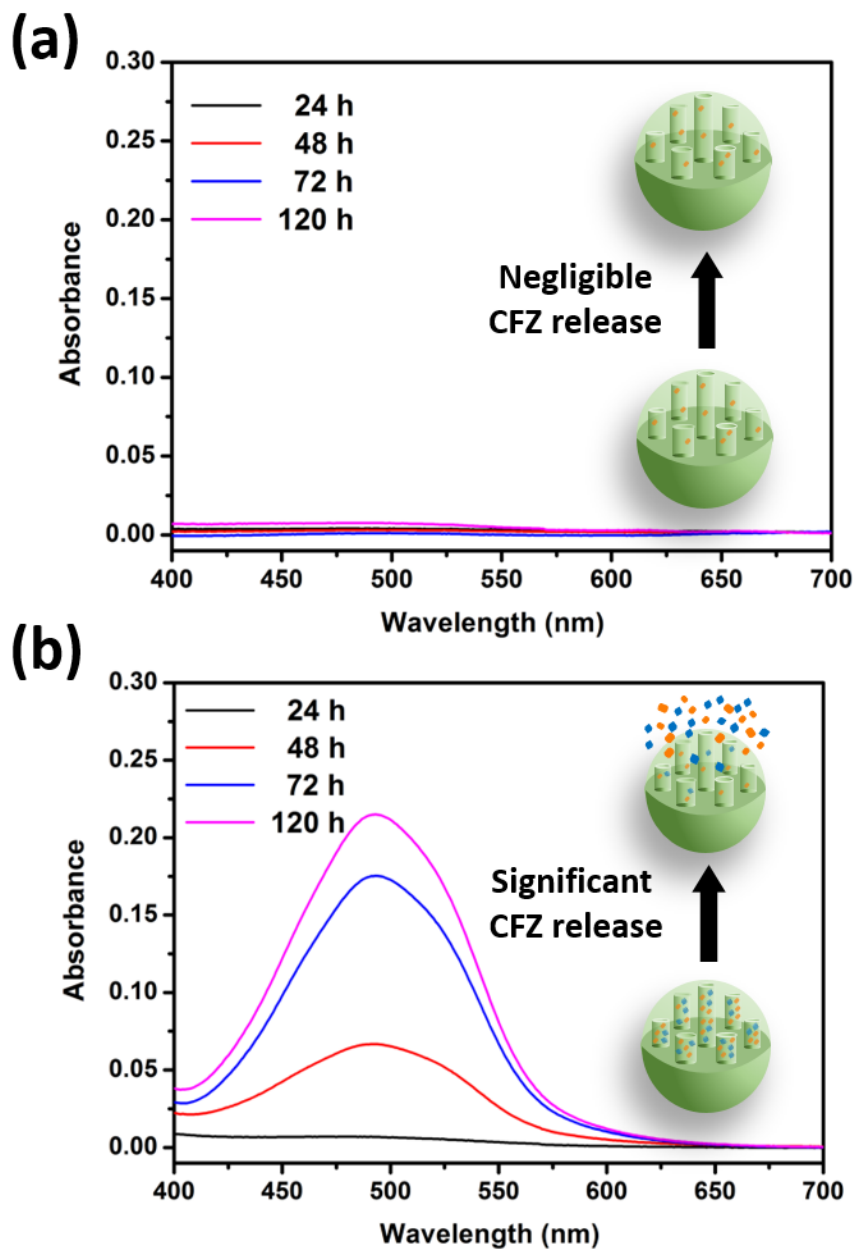 (a)
0.30
0.25
0.20
0.15
0.10
0.05
0.00
Absorbance
24 h
48 h
72 h
120 h
Negligible
CFZ release
400 450 500 550 600 650 700
Wavelength (nm)
(b)
0.30
0.25
0.20
0.15
0.10
0.05
0.00
Absorbance
24 h
48 h
72 h
120 h
Significant
CFZ release
400 450 500 550 600 650 700
Wavelength (nm)